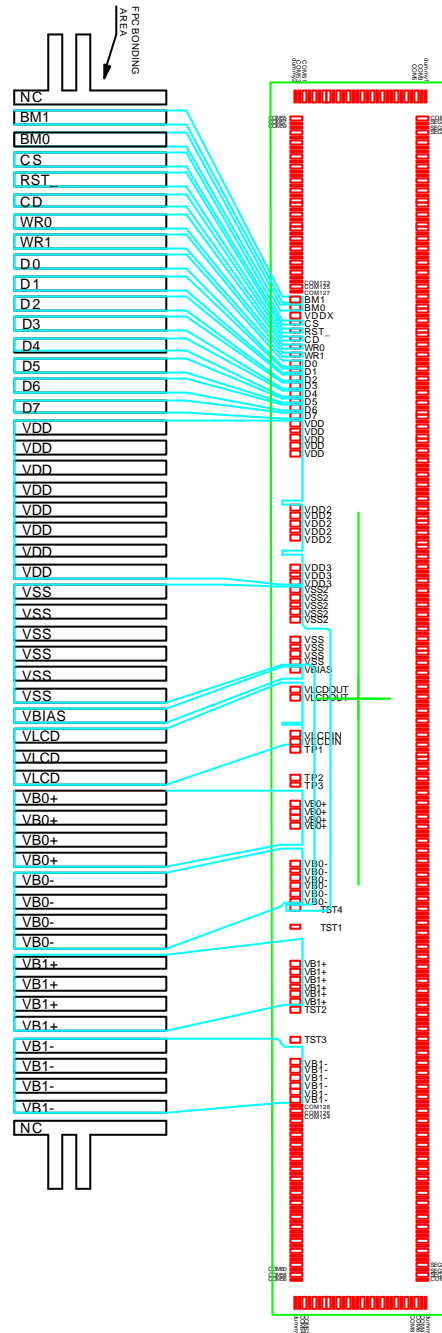 FPC BONDING
AREA
NC
BM1
BM0
CS
RST_
CD
WR0
WR1
D0
D1
D2
D3
D4
D5
D6
D7
VDD
VDD
VDD
VDD
VDD
VDD
VDD
VDD
VSS
VSS
VSS
VSS
VSS
VSS
VBIAS
VLCD
VLCD
VLCD
VB0+
VB0+
VB0+
VB0+
VB0-
VB0-
VB0-
VB0-
VB1+
VB1+
VB1+
VB1+
VB1-
VB1-
VB1-
VB1-
NC
COM127
BM1
BM0
VDDX
CS
RST_
CD
WR0
WR1
D0
D1
D2
D3
D4
D5
D6
D7
VDD
VDD
VDD
VDD
VDD
VDD2
VDD2
VDD2
VDD2
VDD2
VDD3
VDD3
VDD3
VSS2
VSS2
VSS2
VSS2
VSS2
VSS
VSS
VSS
VSS
VBIAS
VLCDOUT
VLCDOUT
VLCDIN
VLCDIN
TP1
TP2
TP3
VB0+
VB0+
VB0+
VB0+
VB0-
VB0-
VB0-
VB0-
VB0-
VB0-
TST4
TST1
VB1+
VB1+
VB1+
VB1+
VB1+
VB1+
TST2
TST3
VB1-
VB1-
VB1-
VB1-
VB1-
VB1-
COM128
COM126
COM124